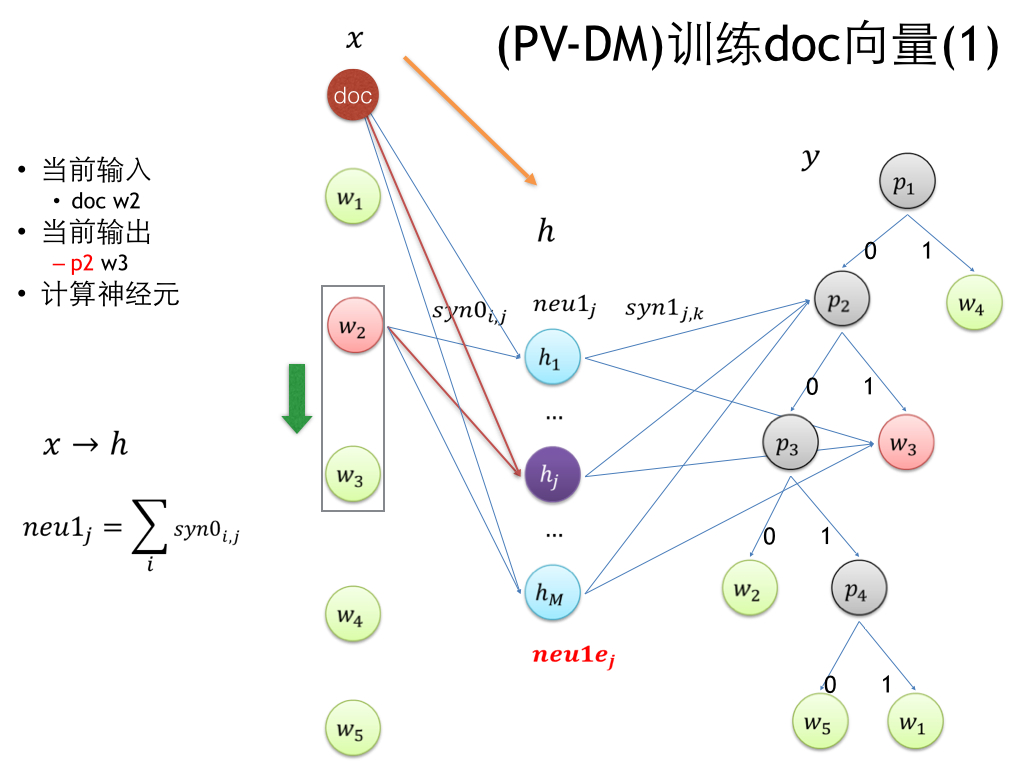 (PV-DM)训练doc向量(1)
• 当前输入
• doc w2
• 当前输出
– p2 w3
• 计算神经元
x → h
neu1_j = ∑_i syn0_{i,j}
x
doc
w_1
w_2
w_3
w_4
w_5
syn0_{i,j}
h
neu1_j
h_1
...
h_j
...
h_M
neu1e_j
syn1_{j,k}
y
p_1
0 1
p_2
w_4
0 1
p_3
w_3
0 1
w_2
p_4
0 1
w_5
w_1